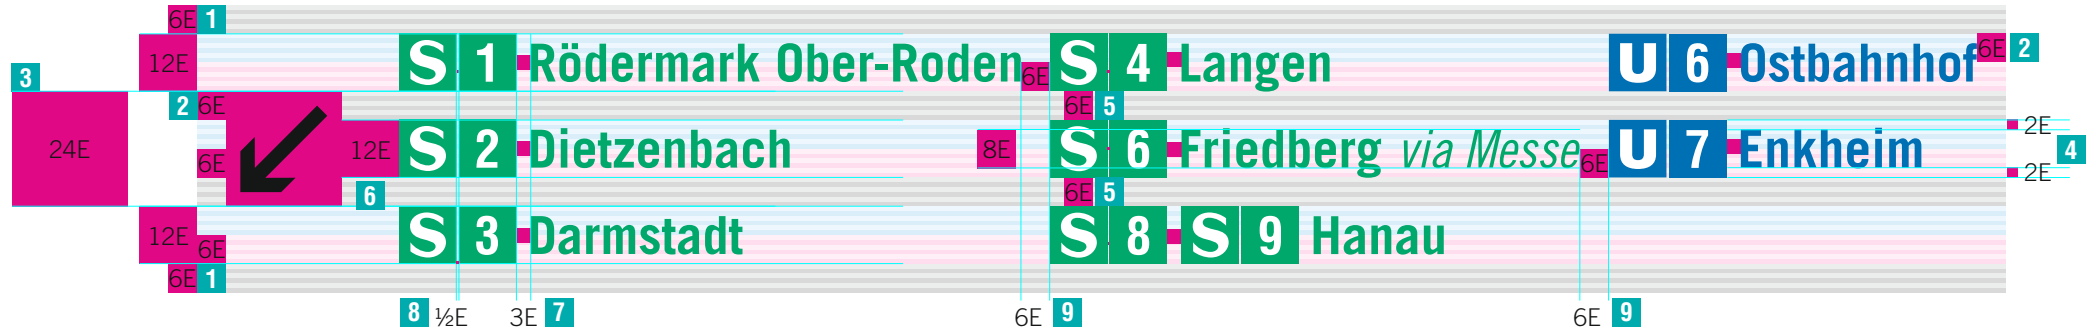 6E 1
12E S 1 Rödermark Ober-Roden 6E S 4 Langen U 6 Ostbahnhof 6E 2
3
2 6E 6E 5
24E 6E 12E S 2 Dietzenbach 8E S 6 Friedberg via Messe 6E U 7 Enkheim 2E 4 2E
6 6E 5
12E 6E S 3 Darmstadt S 8 S 9 Hanau
6E 1
8 ½E 3E 7 6E 9 6E 9